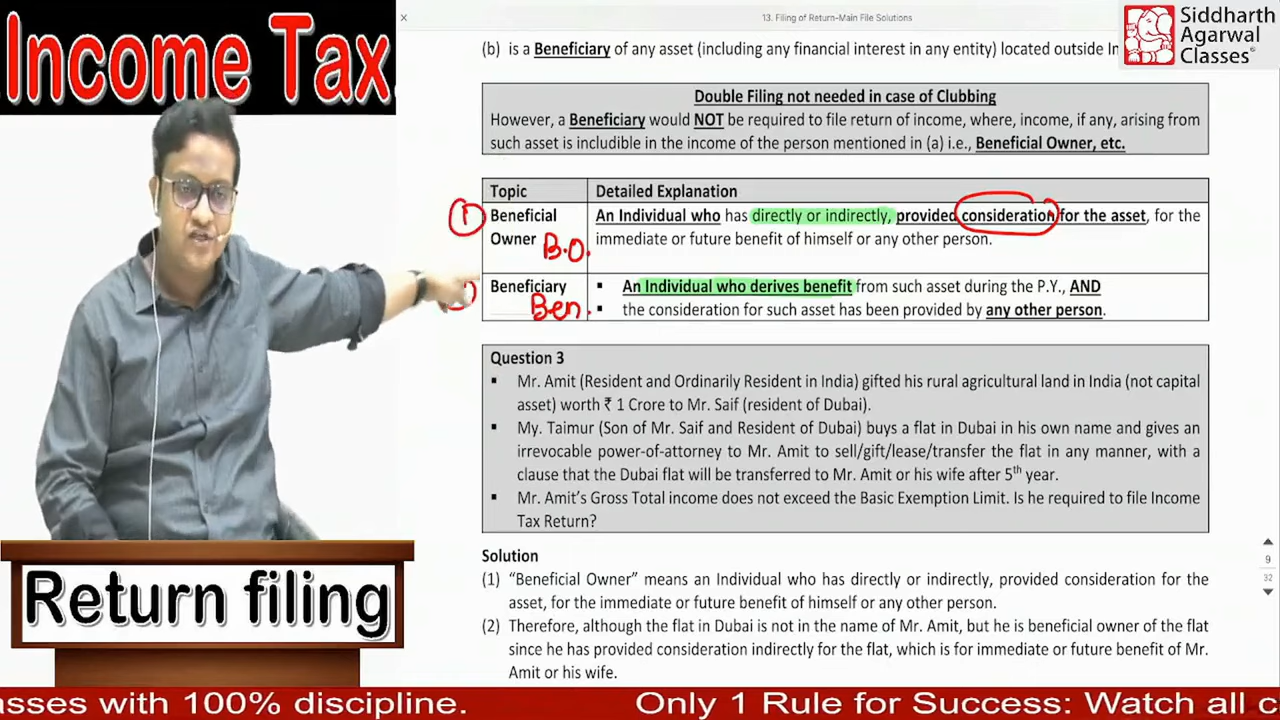 Income Tax
13. Filing of Return-Main File Solutions
Siddharth
Agarwal
Classes®
(b) is a Beneficiary of any asset (including any financial interest in any entity) located outside In
Double Filing not needed in case of Clubbing
However, a Beneficiary would NOT be required to file return of income, where, income, if any, arising from
such asset is includible in the income of the person mentioned in (a) i.e., Beneficial Owner, etc.
Topic Detailed Explanation
1 Beneficial An Individual who has directly or indirectly, provided consideration for the asset, for the
Owner B.O. immediate or future benefit of himself or any other person.
Beneficiary ▪ An Individual who derives benefit from such asset during the P.Y., AND
Ben. ▪ the consideration for such asset has been provided by any other person.
Question 3
▪ Mr. Amit (Resident and Ordinarily Resident in India) gifted his rural agricultural land in India (not capital
asset) worth ₹ 1 Crore to Mr. Saif (resident of Dubai).
▪ My. Taimur (Son of Mr. Saif and Resident of Dubai) buys a flat in Dubai in his own name and gives an
irrevocable power-of-attorney to Mr. Amit to sell/gift/lease/transfer the flat in any manner, with a
clause that the Dubai flat will be transferred to Mr. Amit or his wife after 5th year.
▪ Mr. Amit's Gross Total income does not exceed the Basic Exemption Limit. Is he required to file Income
Tax Return?
Solution
(1) "Beneficial Owner" means an Individual who has directly or indirectly, provided consideration for the
asset, for the immediate or future benefit of himself or any other person.
(2) Therefore, although the flat in Dubai is not in the name of Mr. Amit, but he is beneficial owner of the flat
since he has provided consideration indirectly for the flat, which is for immediate or future benefit of Mr.
Amit or his wife.
9
32
Return filing
asses with 100% discipline. Only 1 Rule for Success: Watch all c